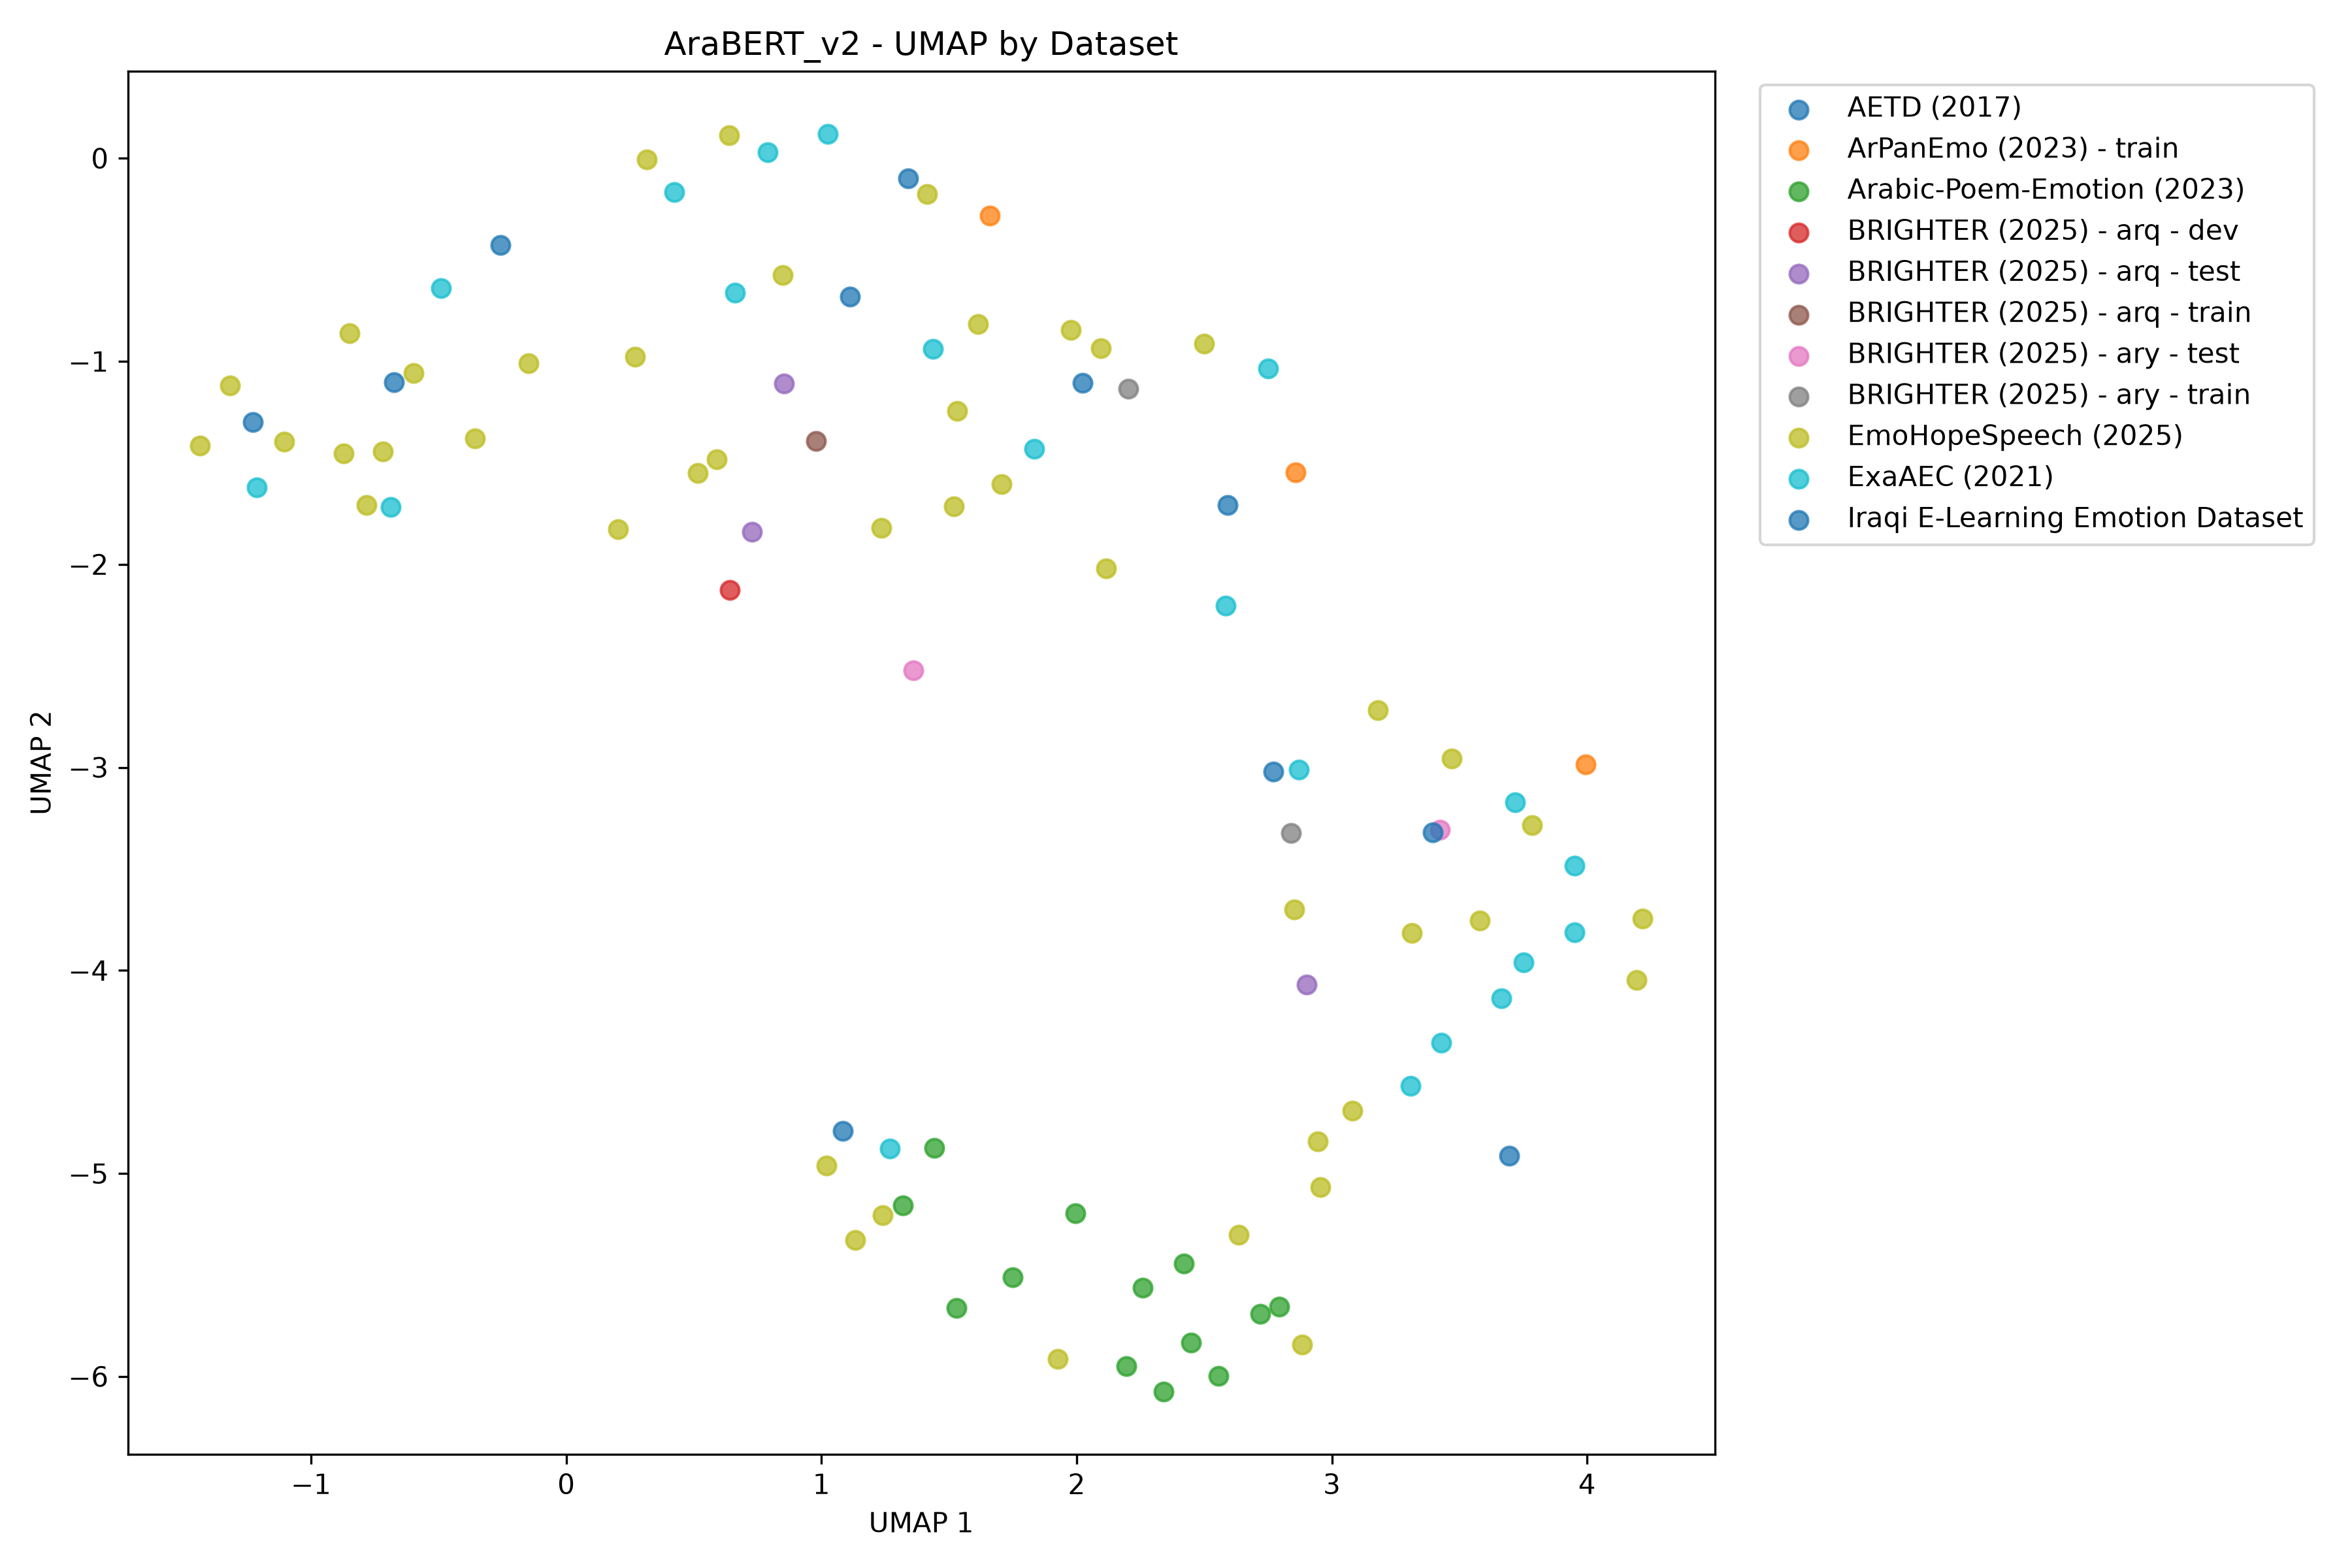 AraBERT_v2 - UMAP by Dataset
AETD (2017)
ArPanEmo (2023) - train
Arabic-Poem-Emotion (2023)
BRIGHTER (2025) - arq - dev
BRIGHTER (2025) - arq - test
BRIGHTER (2025) - arq - train
BRIGHTER (2025) - ary - test
BRIGHTER (2025) - ary - train
EmoHopeSpeech (2025)
ExaAEC (2021)
Iraqi E-Learning Emotion Dataset
UMAP 2
0
−1
−2
−3
−4
−5
−6
−1 0 1 2 3 4
UMAP 1